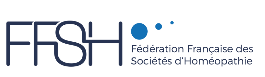 FFSH
Fédération Française des
Sociétés d'Homéopathie